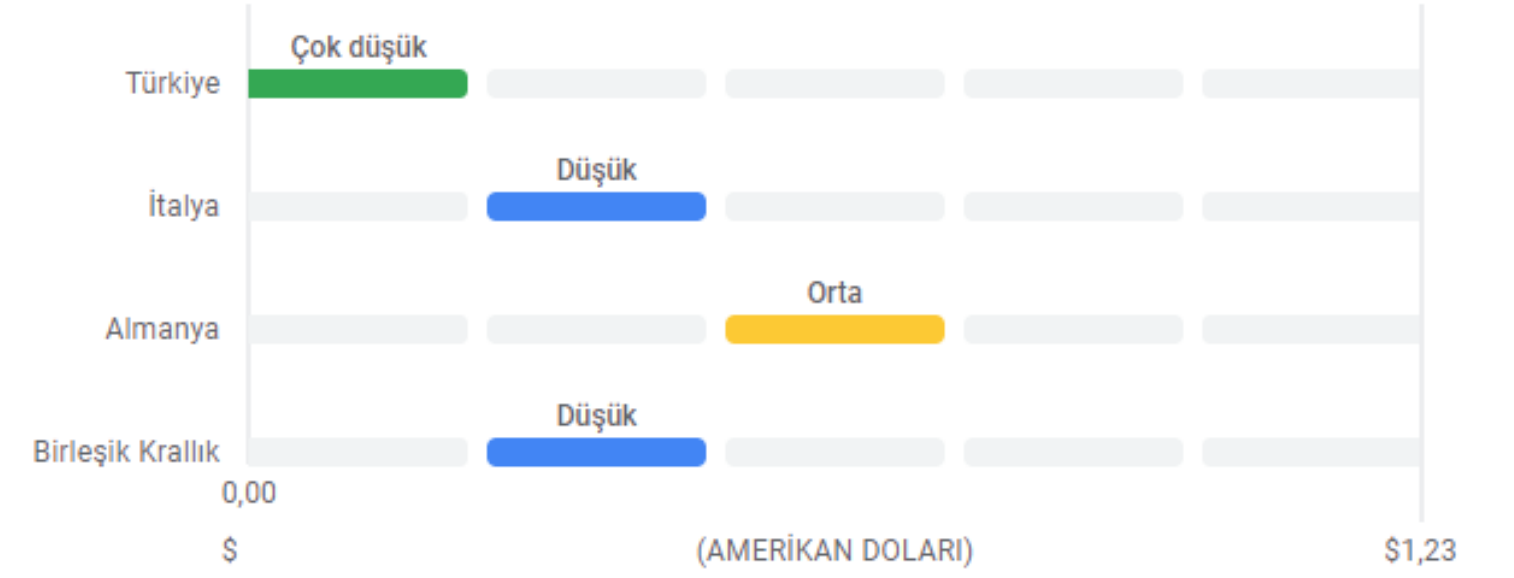 Çok düşük
Türkiye
Düşük
İtalya
Orta
Almanya
Düşük
Birleşik Krallık
0,00
$ (AMERİKAN DOLARI) $1,23